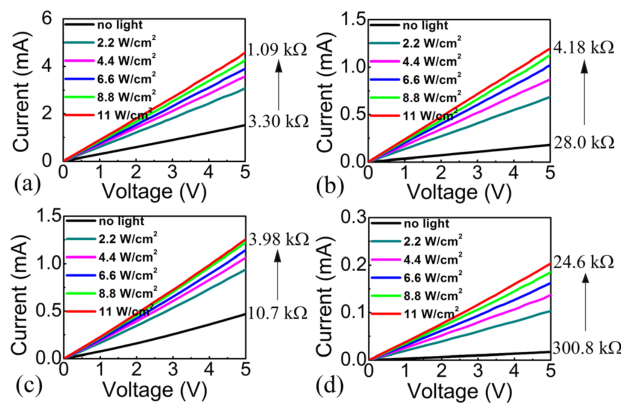 Current (mA)
6
4
2
0
no light
2.2 W/cm²
4.4 W/cm²
6.6 W/cm²
8.8 W/cm²
11 W/cm²
1.09 kΩ
3.30 kΩ
0 1 2 3 4 5
(a) Voltage (V)
Current (mA)
1.5
1.0
0.5
0.0
no light
2.2 W/cm²
4.4 W/cm²
6.6 W/cm²
8.8 W/cm²
11 W/cm²
4.18 kΩ
28.0 kΩ
0 1 2 3 4 5
(b) Voltage (V)
Current (mA)
1.5
1.0
0.5
0.0
no light
2.2 W/cm²
4.4 W/cm²
6.6 W/cm²
8.8 W/cm²
11 W/cm²
3.98 kΩ
10.7 kΩ
0 1 2 3 4 5
(c) Voltage (V)
Current (mA)
0.3
0.2
0.1
0.0
no light
2.2 W/cm²
4.4 W/cm²
6.6 W/cm²
8.8 W/cm²
11 W/cm²
24.6 kΩ
300.8 kΩ
0 1 2 3 4 5
(d) Voltage (V)